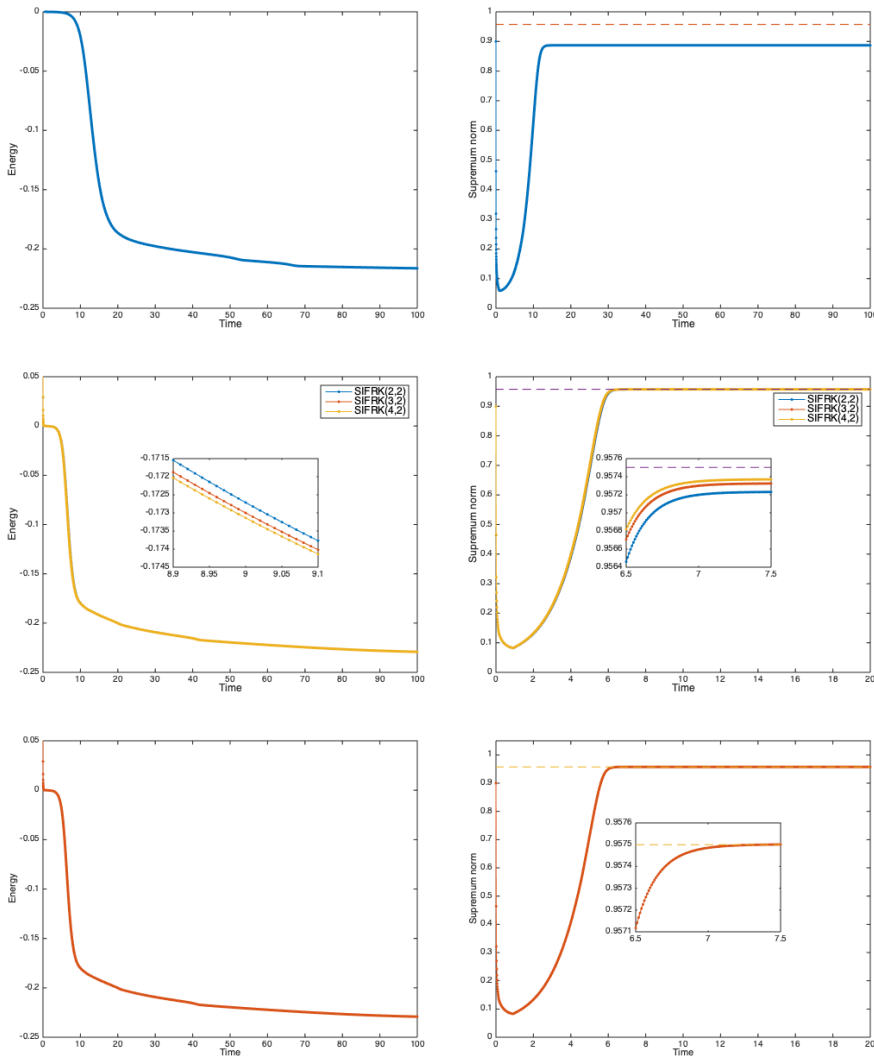 0
-0.05
-0.1
-0.15
-0.2
-0.25
Energy
0 10 20 30 40 50 60 70 80 90 100
Time
1
0.9
0.8
0.7
0.6
0.5
0.4
0.3
0.2
0.1
0
Supremum norm
0 10 20 30 40 50 60 70 80 90 100
Time
0.05
0
-0.05
-0.1
-0.15
-0.2
-0.25
Energy
SIFRK(2,2)
SIFRK(3,2)
SIFRK(4,2)
-0.1715
-0.172
-0.1725
-0.173
-0.1735
-0.174
-0.1745
8.9 8.95 9 9.05 9.1
0 10 20 30 40 50 60 70 80 90 100
Time
1
0.9
0.8
0.7
0.6
0.5
0.4
0.3
0.2
0.1
0
Supremum norm
SIFRK(2,2)
SIFRK(3,2)
SIFRK(4,2)
0.9576
0.9574
0.9572
0.957
0.9568
0.9566
0.9564
6.5 7 7.5
0 2 4 6 8 10 12 14 16 18 20
Time
0.05
0
-0.05
-0.1
-0.15
-0.2
-0.25
Energy
0 10 20 30 40 50 60 70 80 90 100
Time
1
0.9
0.8
0.7
0.6
0.5
0.4
0.3
0.2
0.1
0
Supremum norm
0.9576
0.9575
0.9574
0.9573
0.9572
0.9571
6.5 7 7.5
0 2 4 6 8 10 12 14 16 18 20
Time